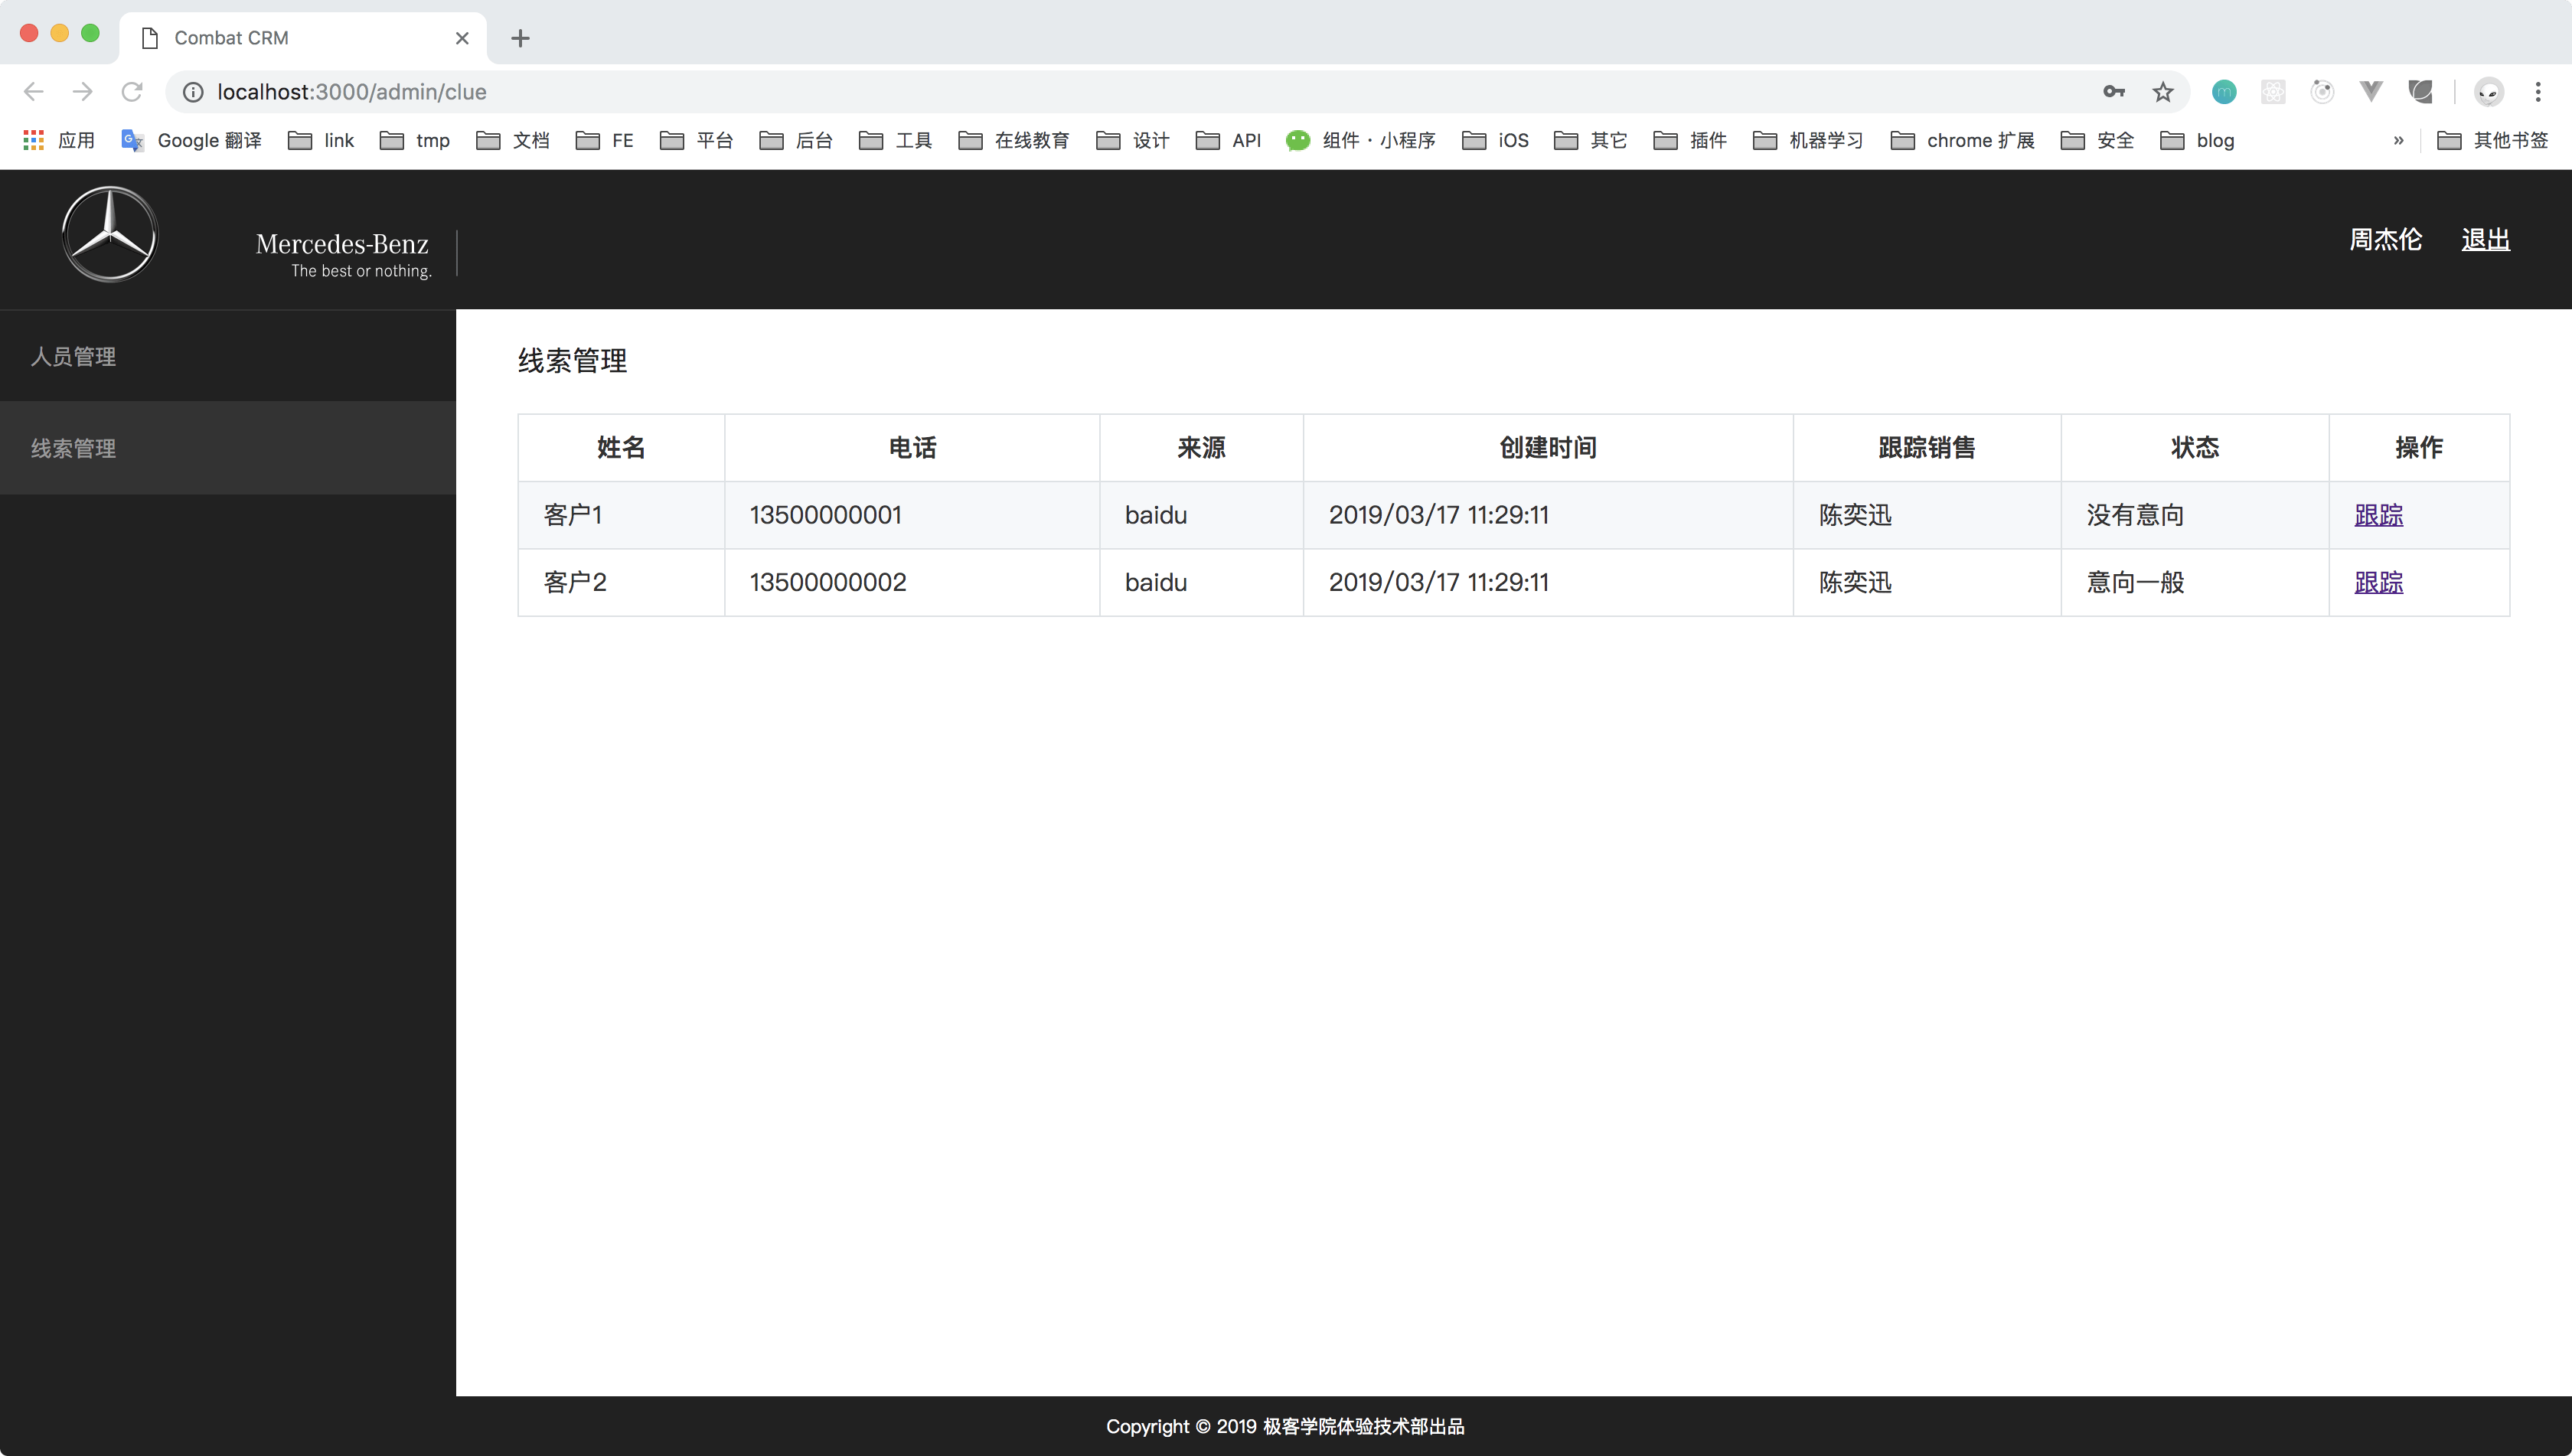 Combat CRM
localhost:3000/admin/clue
应用 Google 翻译 link tmp 文档 FE 平台 后台 工具 在线教育 设计 API 组件・小程序 iOS 其它 插件 机器学习 chrome 扩展 安全 blog » 其他书签
Mercedes-Benz
The best or nothing.
周杰伦 退出
人员管理
线索管理
线索管理
姓名 电话 来源 创建时间 跟踪销售 状态 操作
客户1 13500000001 baidu 2019/03/17 11:29:11 陈奕迅 没有意向 跟踪
客户2 13500000002 baidu 2019/03/17 11:29:11 陈奕迅 意向一般 跟踪
Copyright © 2019 极客学院体验技术部出品